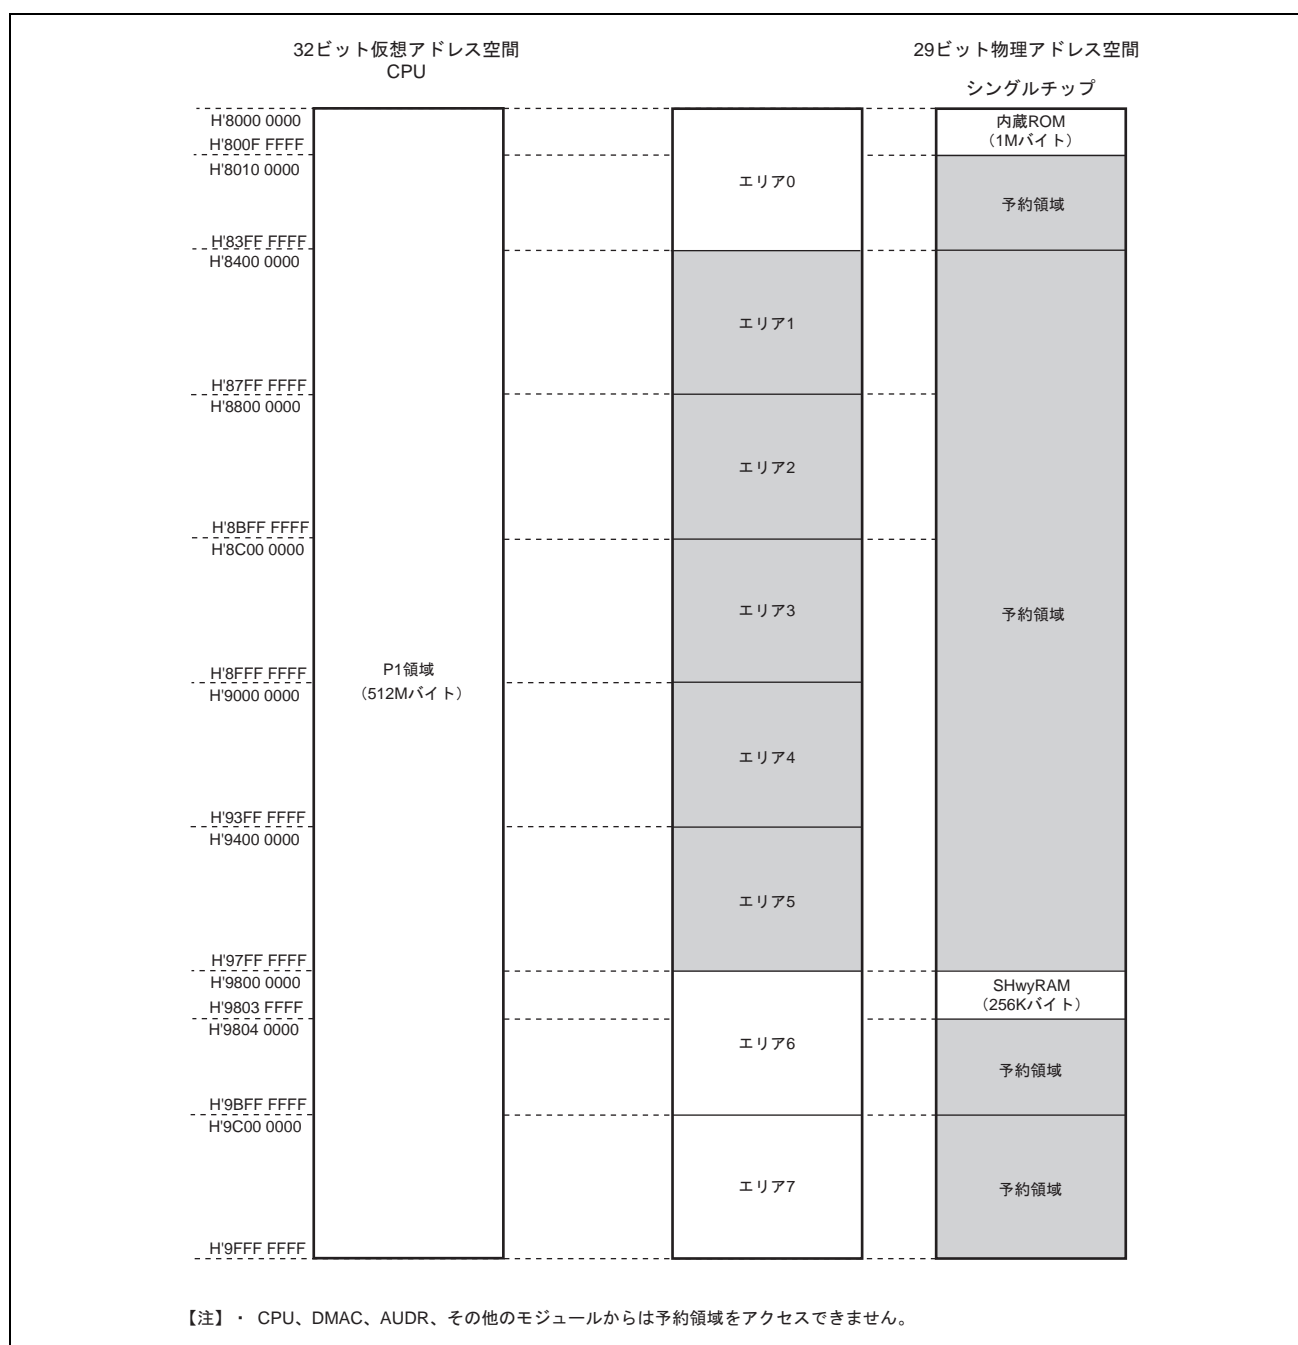 32ビット仮想アドレス空間
CPU
29ビット物理アドレス空間
シングルチップ
H'8000 0000
H'800F FFFF
H'8010 0000
H'83FF FFFF
H'8400 0000
H'87FF FFFF
H'8800 0000
H'8BFF FFFF
H'8C00 0000
H'8FFF FFFF
H'9000 0000
H'93FF FFFF
H'9400 0000
H'97FF FFFF
H'9800 0000
H'9803 FFFF
H'9804 0000
H'9BFF FFFF
H'9C00 0000
H'9FFF FFFF
P1領域
（512Mバイト）
エリア0
エリア1
エリア2
エリア3
エリア4
エリア5
エリア6
エリア7
内蔵ROM
（1Mバイト）
予約領域
予約領域
SHwyRAM
（256Kバイト）
予約領域
予約領域
【注】・ CPU、DMAC、AUDR、その他のモジュールからは予約領域をアクセスできません。